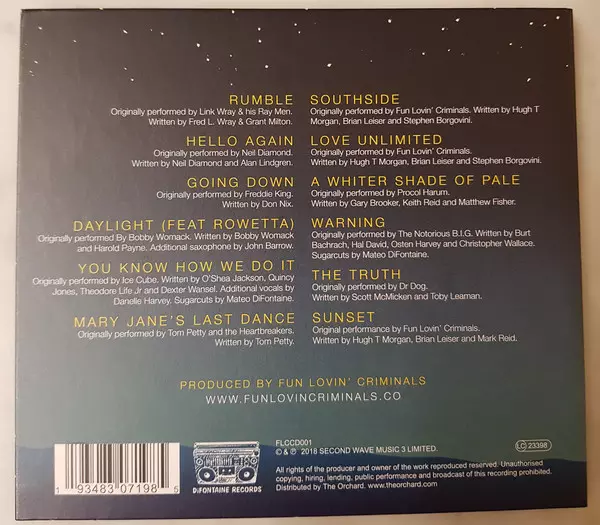 RUMBLE
Originally performed by Link Wray & his Ray Men.
Written by Fred L. Wray & Grant Milton.
HELLO AGAIN
Originally performed by Neil Diamond.
Written by Neil Diamond and Alan Lindgren.
GOING DOWN
Originally performed by Freddie King.
Written by Don Nix.
DAYLIGHT (FEAT ROWETTA)
Originally performed By Bobby Womack. Written by Bobby Womack
and Harold Payne. Additional saxophone by John Barrow.
YOU KNOW HOW WE DO IT
Originally performed by Ice Cube. Written by O'Shea Jackson, Quincy
Jones, Theodore Life Jr and Dexter Wansel. Additional vocals by
Danelle Harvey. Sugarcuts by Mateo DiFontaine.
MARY JANE'S LAST DANCE
Originally performed by Tom Petty and the Heartbreakers.
Written by Tom Petty.
SOUTHSIDE
Originally performed by Fun Lovin' Criminals. Written by Hugh T
Morgan, Brian Leiser and Stephen Borgovini.
LOVE UNLIMITED
Originally performed by Fun Lovin' Criminals.
Written by Hugh T Morgan, Brian Leiser and Stephen Borgovini.
A WHITER SHADE OF PALE
Originally performed by Procol Harum.
Written by Gary Brooker, Keith Reid and Matthew Fisher.
WARNING
Originally performed by The Notorious B.I.G. Written by Burt
Bachrach, Hal David, Osten Harvey and Christopher Wallace.
Sugarcuts by Mateo DiFontaine.
THE TRUTH
Originally performed by Dr Dog.
Written by Scott McMicken and Toby Leaman.
SUNSET
Original performance by Fun Lovin' Criminals.
Written by Hugh T Morgan, Brian Leiser and Mark Reid.
PRODUCED BY FUN LOVIN' CRIMINALS
WWW.FUNLOVINCRIMINALS.CO
1 93483 07198 5
DiFONTAINE RECORDS
FLCCD001
© & ℗ 2018 SECOND WAVE MUSIC 3 LIMITED.
LC 23398
All rights of the producer and owner of the work reproduced reserved. Unauthorised
copying, hiring, lending, public performance and broadcast of this recording prohibited.
Distributed by The Orchard. www.theorchard.com